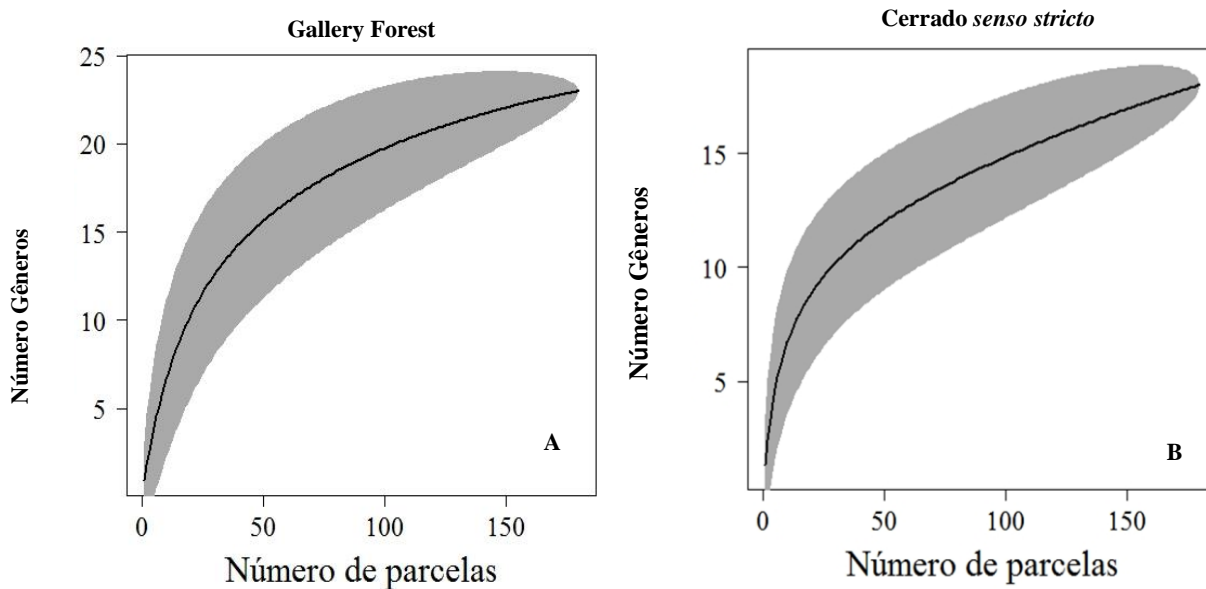 Gallery Forest
25
20
15
10
5
Número Gêneros
A
0
50
100
150
Número de parcelas
Cerrado senso stricto
15
10
5
Número Gêneros
B
0
50
100
150
Número de parcelas